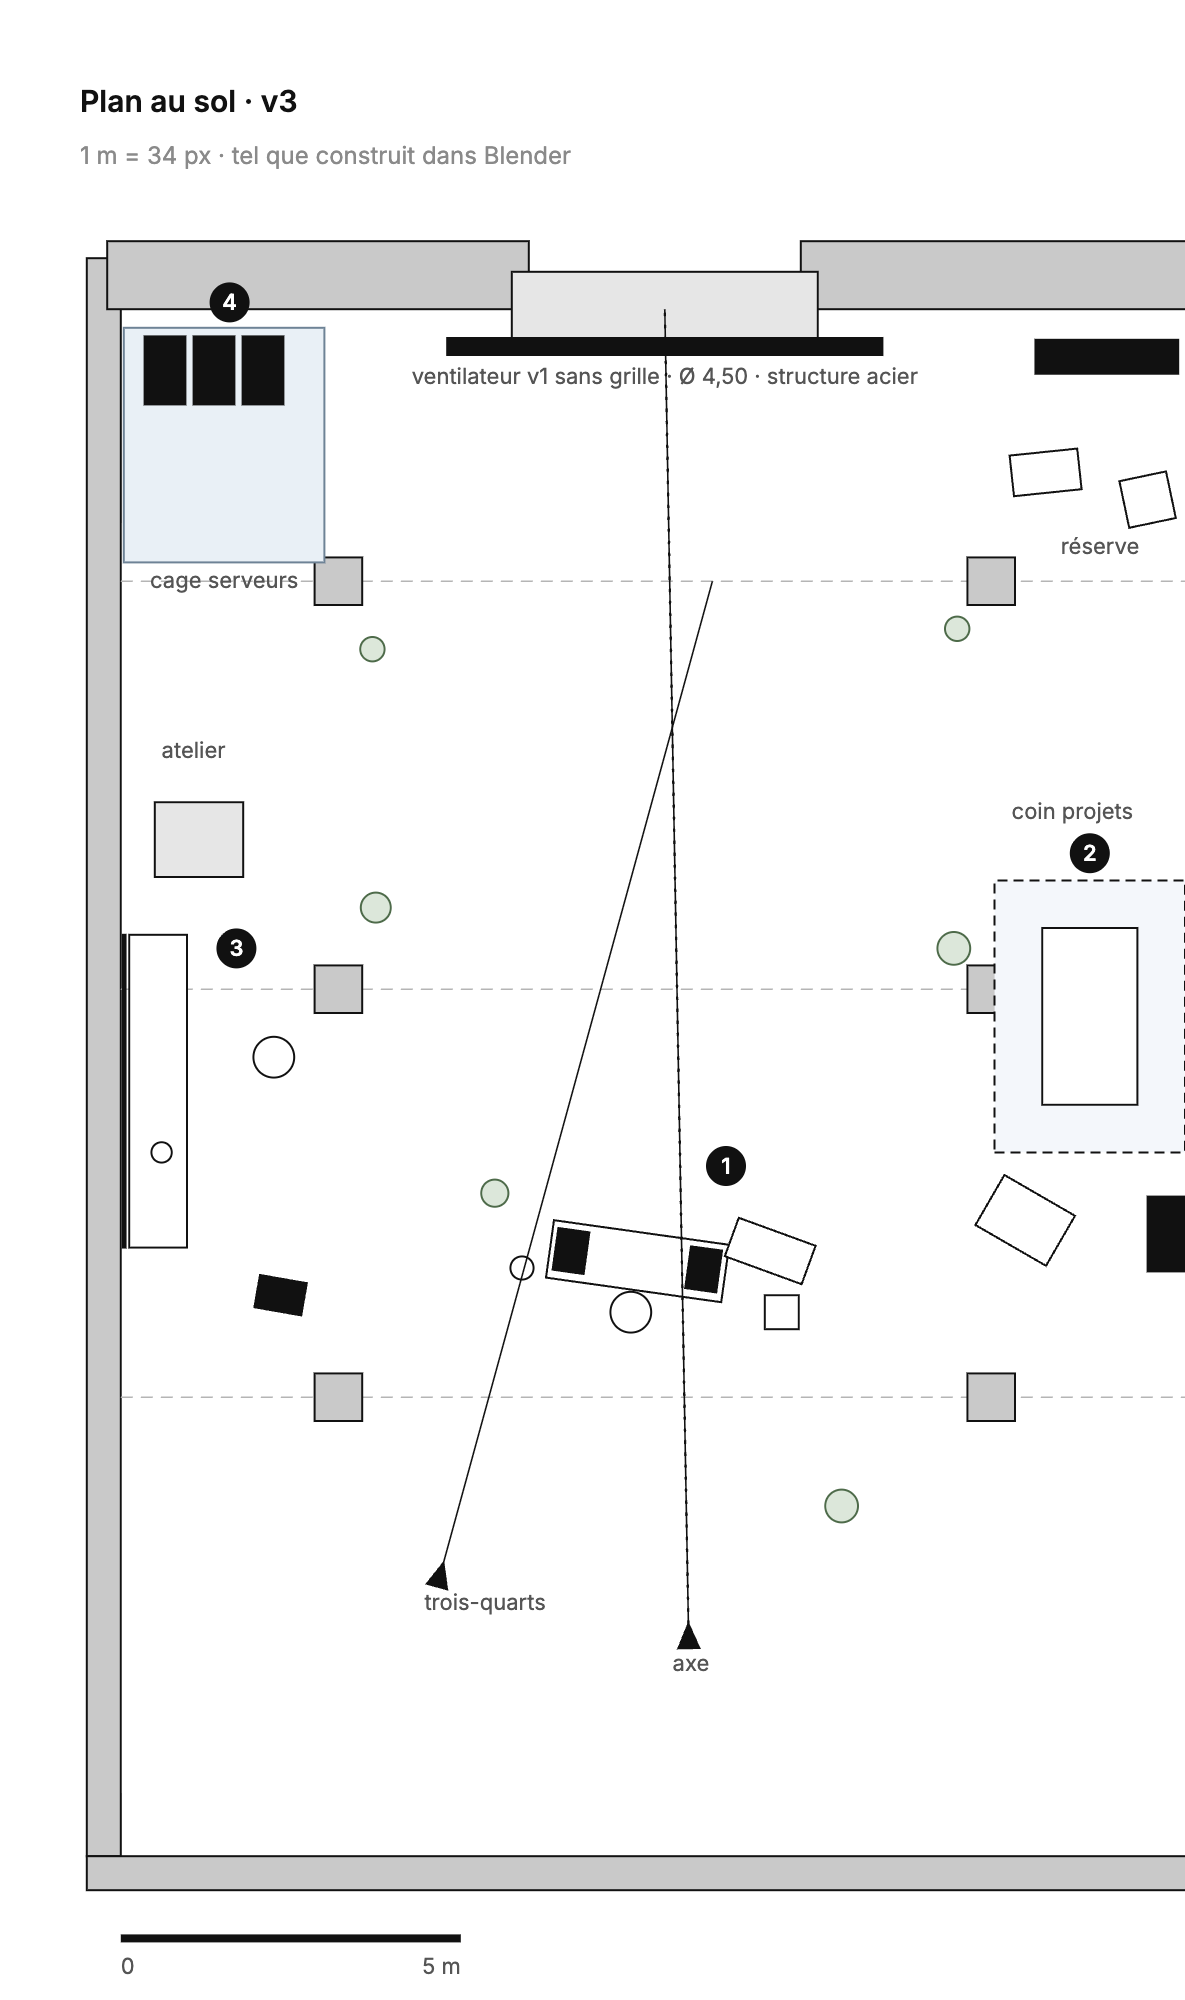 Plan au sol · v3
1 m = 34 px · tel que construit dans Blender
4
ventilateur v1 sans grille · Ø 4,50 · structure acier
réserve
cage serveurs
atelier
coin projets
2
3
1
trois-quarts
axe
0
5 m